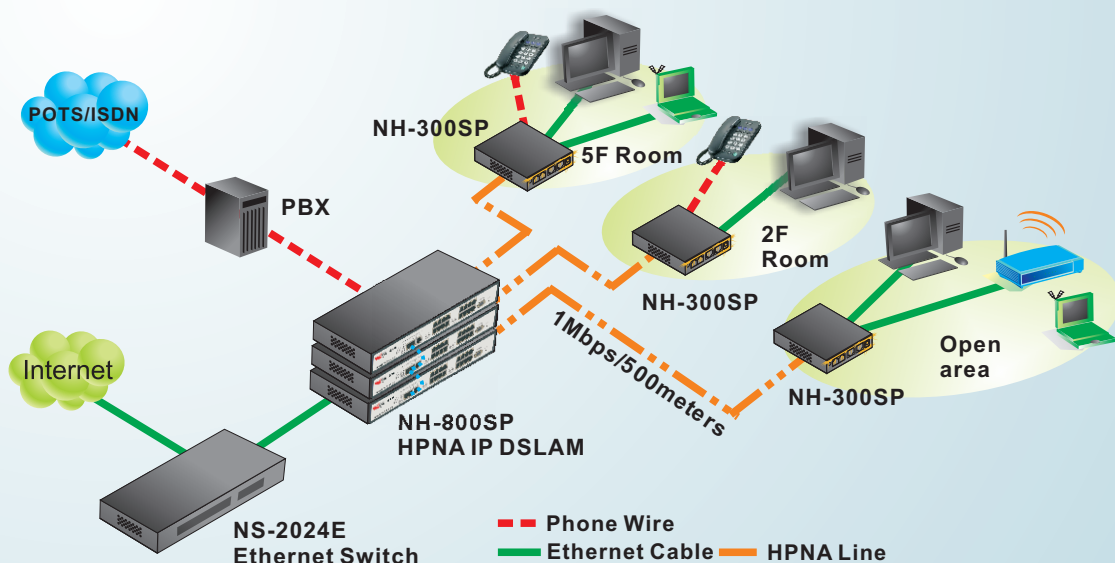 POTS/ISDN
PBX
NH-300SP
5F Room
2F
Room
NH-300SP
Open
area
NH-300SP
1Mbps/500meters
Internet
NH-800SP
HPNA IP DSLAM
NS-2024E
Ethernet Switch
Phone Wire
Ethernet Cable
HPNA Line